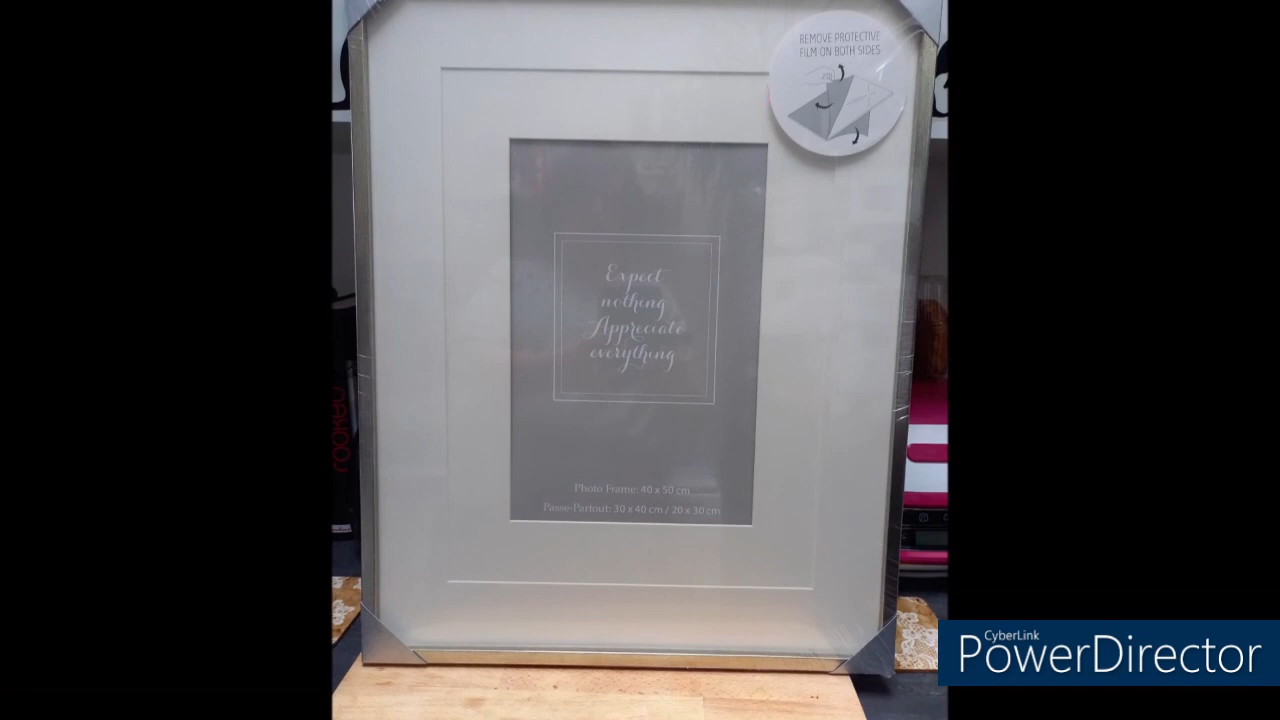 REMOVE PROTECTIVE
FILM ON BOTH SIDES
Expect
nothing
Appreciate
everything
Photo Frame: 40 x 50 cm
Passe-Partout: 30 x 40 cm / 20 x 30 cm
CyberLink
PowerDirector